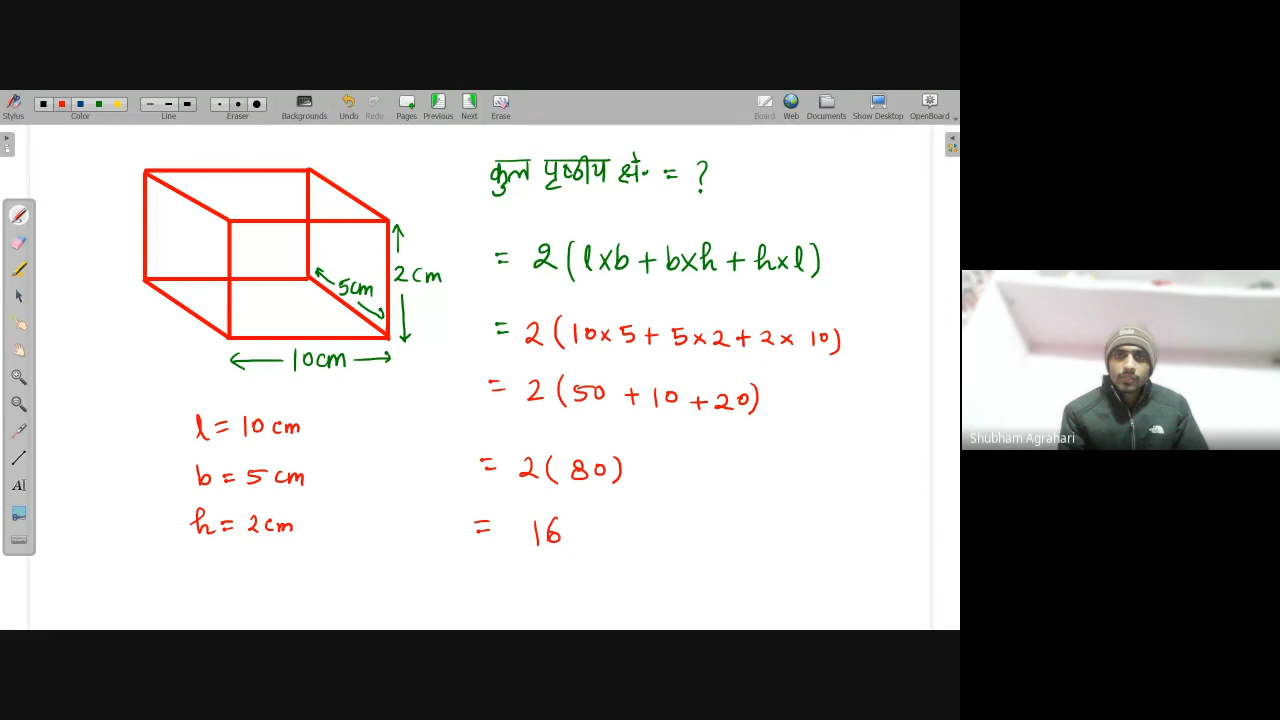 Stylus
Color
Line
Eraser
Backgrounds
Undo
Redo
Pages
Previous
Next
Erase
Board
Web
Documents
Show Desktop
OpenBoard
कुल पृष्ठीय क्षे॰ = ?
= 2 ( l×b + b×h + h×l )
= 2 ( 10×5 + 5×2 + 2×10 )
= 2 ( 50 + 10 + 20 )
= 2 ( 80 )
= 16
2 cm
5cm
10cm
l = 10 cm
b = 5 cm
h = 2 cm
Shubham Agrahari